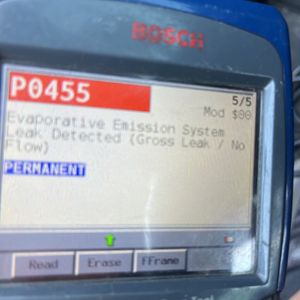 BOSCH
P0455
5/5
Mod $00
Evaporative Emission System
Leak Detected (Gross Leak / No
Flow)
PERMANENT
Read Erase FFrame